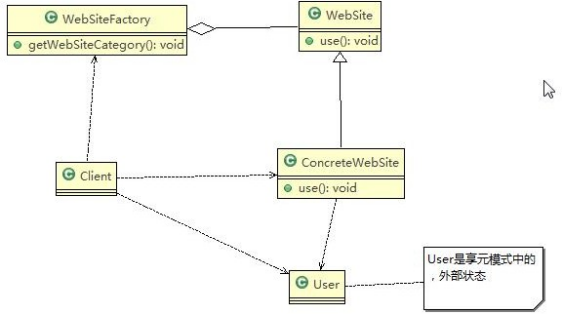 WebSiteFactory
getWebSiteCategory(): void
WebSite
use(): void
Client
ConcreteWebSite
use(): void
User
User是享元模式中的
，外部状态